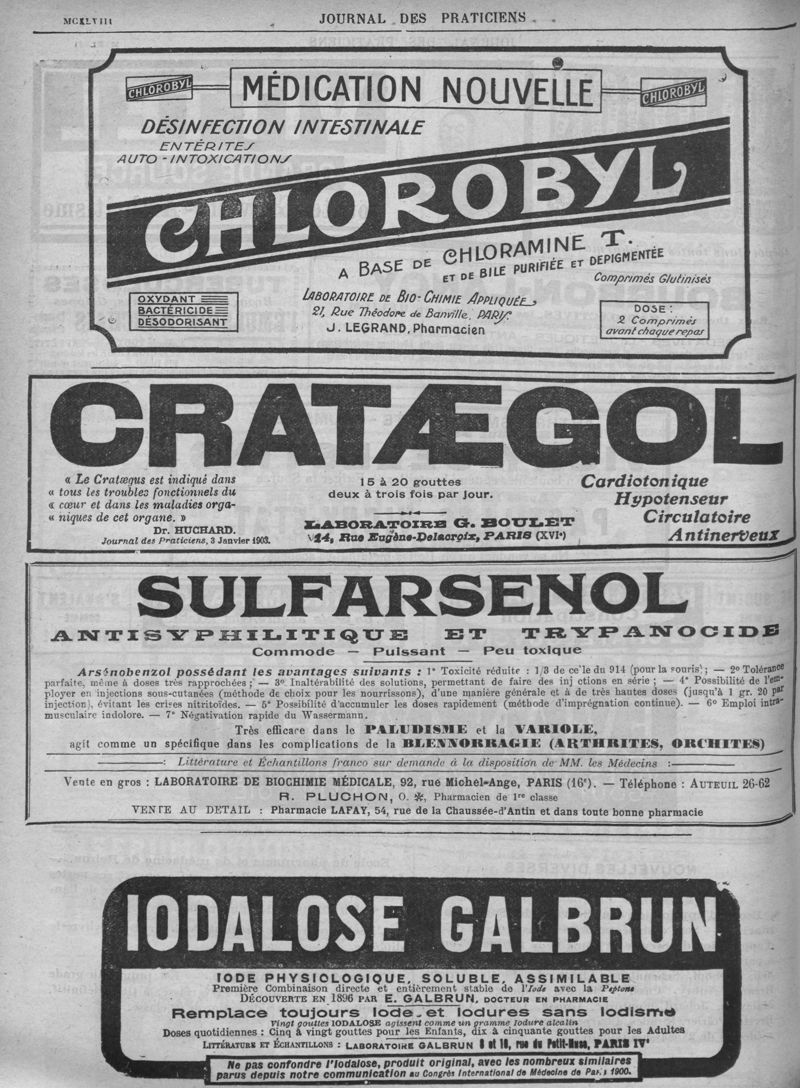 MCXLVIII
JOURNAL DES PRATICIENS
CHLOROBYL
MÉDICATION NOUVELLE
CHLOROBYL
DÉSINFECTION INTESTINALE
ENTÉRITES
AUTO-INTOXICATIONS
CHLOROBYL
A BASE DE CHLORAMINE T.
ET DE BILE PURIFIÉE ET DEPIGMENTÉE
Comprimés Glutinisés
OXYDANT
BACTÉRICIDE
DÉSODORISANT
LABORATOIRE DE BIO-CHIMIE APPLIQUÉE
21, Rue Théodore de Banville, PARIS.
J. LEGRAND, Pharmacien
DOSE :
2 Comprimés
avant chaque repas
CRATÆGOL
« Le Cratægus est indiqué dans
« tous les troubles fonctionnels du
« cœur et dans les maladies orga-
« niques de cet organe. »
Dr. HUCHARD.
Journal des Praticiens, 3 Janvier 1903.
15 à 20 gouttes
deux à trois fois par jour.
LABORATOIRE G. BOULET
14, Rue Eugène-Delacroix, PARIS (XVIe)
Cardiotonique
Hypotenseur
Circulatoire
Antinerveux
SULFARSENOL
ANTISYPHILITIQUE ET TRYPANOCIDE
Commode - Puissant - Peu toxique
Arsénobenzol possédant les avantages suivants : 1° Toxicité réduite : 1/3 de ce'le du 914 (pour la souris) ; — 2° Tolérance
parfaite, même à doses très rapprochées ; — 3° Inaltérabilité des solutions, permettant de faire des inj ctions en série ; — 4° Possibilité de l'em-
ployer en injections sous-cutanées (méthode de choix pour les nourrissons), d'une manière générale et à de très hautes doses (jusqu'à 1 gr. 20 par
injection), évitant les crises nitritoïdes. — 5° Possibilité d'accumuler les doses rapidement (méthode d'imprégnation continue). — 6° Emploi intra-
musculaire indolore. — 7° Négativation rapide du Wassermann.
Très efficare dans le PALUDISME et la VARIOLE,
agit comme un spécifique dans les complications de la BLENNORRAGIE (ARTHRITES, ORCHITES)
Littérature et Échantillons franco sur demande à la disposition de MM. les Médecins :
Vente en gros : LABORATOIRE DE BIOCHIMIE MÉDICALE, 92, rue Michel-Ange, PARIS (16e). — Téléphone : AUTEUIL 26-62
R. PLUCHON, O. ✻, Pharmacien de 1re classe
VENTE AU DETAIL : Pharmacie LAFAY, 54, rue de la Chaussée-d'Antin et dans toute bonne pharmacie
IODALOSE GALBRUN
IODE PHYSIOLOGIQUE, SOLUBLE, ASSIMILABLE
Première Combinaison directe et entièrement stable de l'Iode avec la Peptone
DÉCOUVERTE EN 1896 PAR E. GALBRUN, DOCTEUR EN PHARMACIE
Remplace toujours Iode et Iodures sans Iodisme
Vingt gouttes IODALOSE agissent comme un gramme Iodure alcalin
Doses quotidiennes : Cinq à vingt gouttes pour les Enfants, dix à cinquante gouttes pour les Adultes
LITTÉRATURE ET ÉCHANTILLONS : LABORATOIRE GALBRUN 8 et 10, rue du Petit-Musc, PARIS IVe
Ne pas confondre l'Iodalose, produit original, avec les nombreux similaires
parus depuis notre communication au Congrès International de Médecine de Paris 1900.